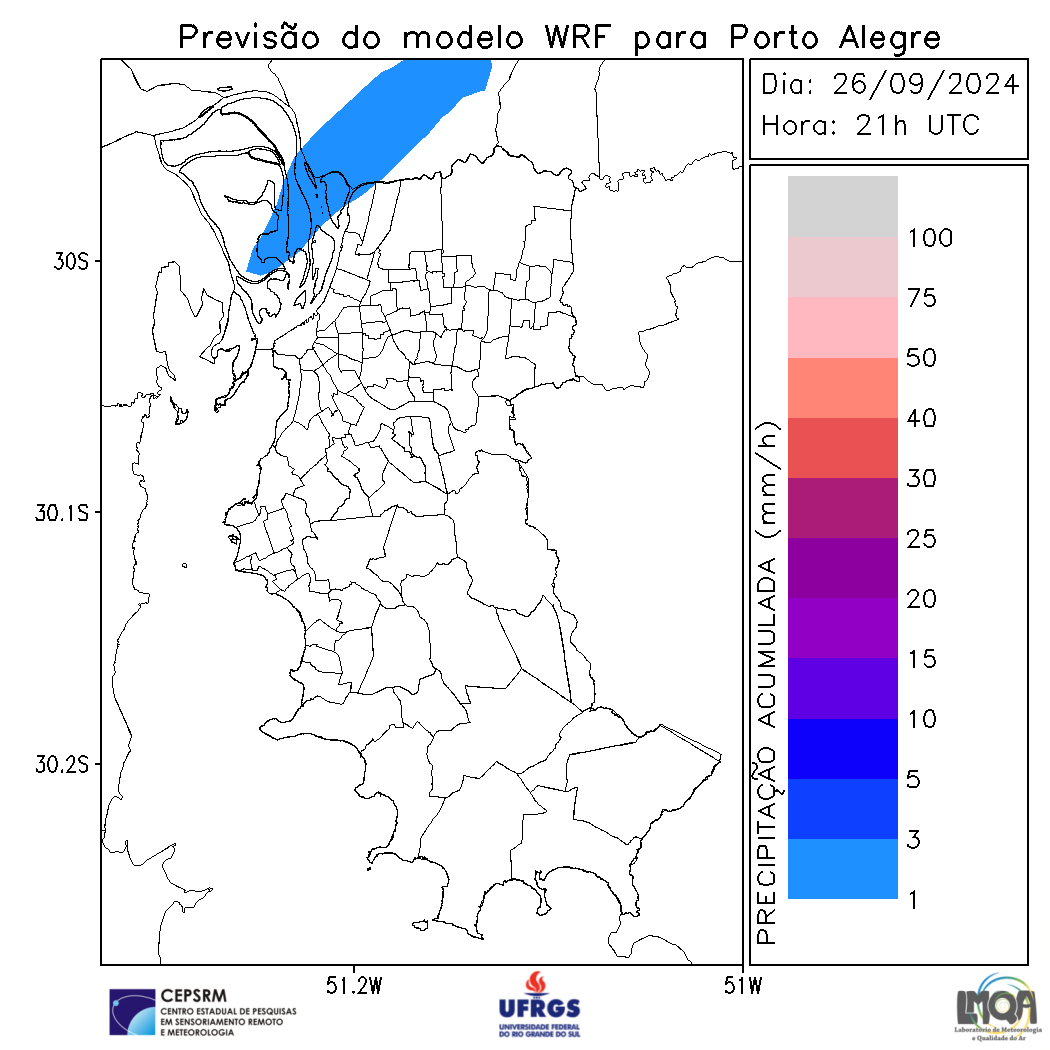 Previsão do modelo WRF para Porto Alegre
Dia: 26/09/2024
Hora: 21h UTC
30S
30.1S
30.2S
51.2W
51W
PRECIPITAÇÃO ACUMULADA (mm/h)
100
75
50
40
30
25
20
15
10
5
3
1
CEPSRM
CENTRO ESTADUAL DE PESQUISAS
EM SENSORIAMENTO REMOTO
E METEOROLOGIA
UFRGS
UNIVERSIDADE FEDERAL
DO RIO GRANDE DO SUL
LMQA
Laboratório de Meteorologia
e Qualidade do Ar